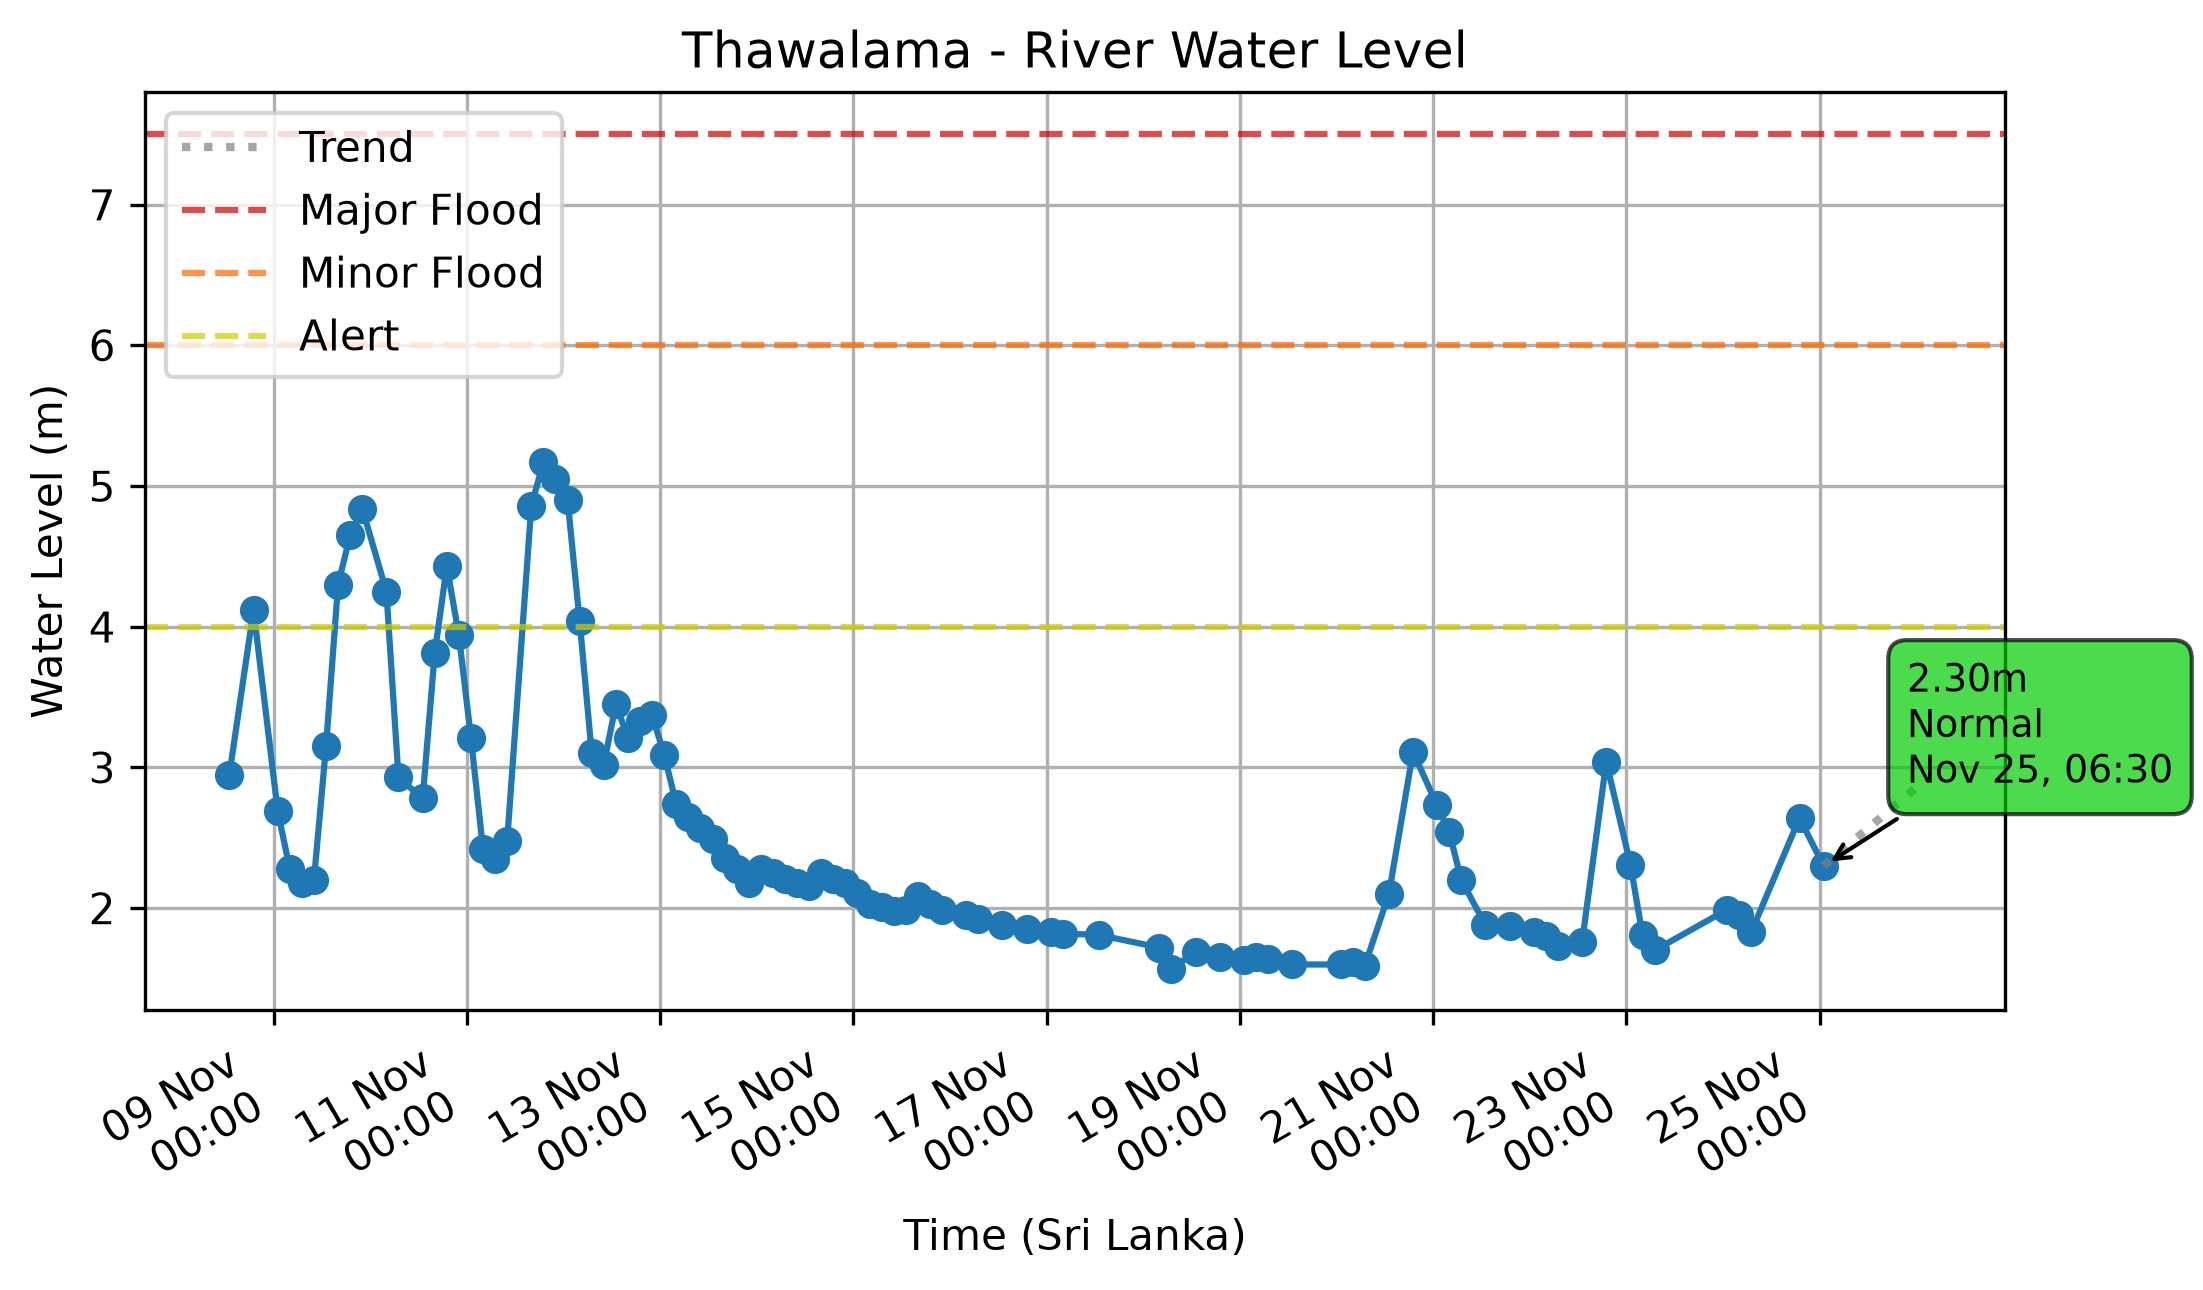 Thawalama - River Water Level
Trend
Major Flood
Minor Flood
Alert
Water Level (m)
7
6
5
4
3
2
2.30m
Normal
Nov 25, 06:30
09 Nov
00:00
11 Nov
00:00
13 Nov
00:00
15 Nov
00:00
17 Nov
00:00
19 Nov
00:00
21 Nov
00:00
23 Nov
00:00
25 Nov
00:00
Time (Sri Lanka)